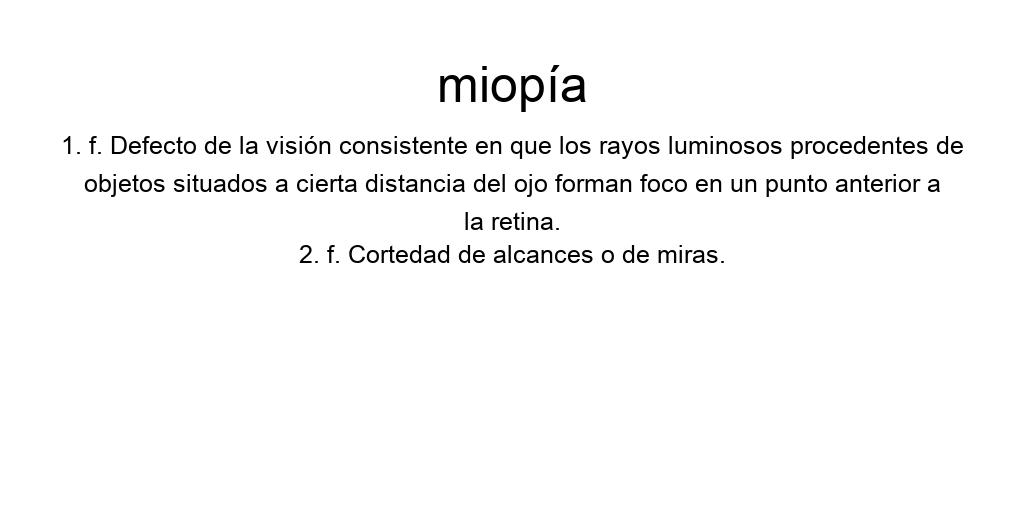 miopía
1. f. Defecto de la visión consistente en que los rayos luminosos procedentes de
objetos situados a cierta distancia del ojo forman foco en un punto anterior a
la retina.
2. f. Cortedad de alcances o de miras.